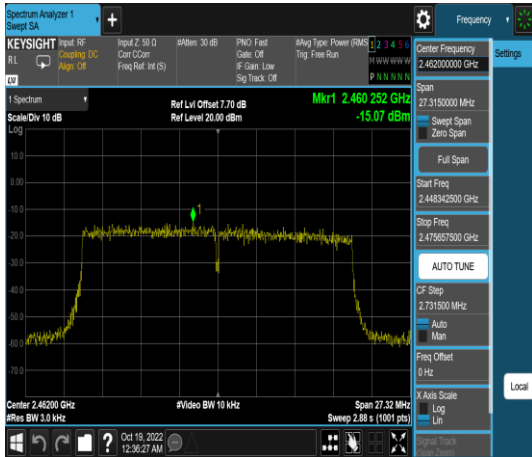 Spectrum Analyzer 1
Swept SA
+
Frequency
KEYSIGHT
RL
LXI
Input: RF
Coupling: DC
Align: Off
Input Z: 50 Ω
Corr CCorr
Freq Ref: Int (S)
#Atten: 30 dB
PNO: Fast
Gate: Off
IF Gain: Low
Sig Track: Off
#Avg Type: Power (RMS)
Trig: Free Run
1 2 3 4 5 6
M W W W W W
P N N N N N
1 Spectrum
Scale/Div 10 dB
Ref Lvl Offset 7.70 dB
Ref Level 20.00 dBm
Mkr1 2.460 252 GHz
-15.07 dBm
Log
10.0
0.00
-10.0
-20.0
-30.0
-40.0
-50.0
-60.0
-70.0
1
Center 2.46200 GHz
#Res BW 3.0 kHz
#Video BW 10 kHz
Span 27.32 MHz
Sweep 2.88 s (1001 pts)
?
Oct 19, 2022
12:36:27 AM
Center Frequency
2.462000000 GHz
Span
27.3150000 MHz
Swept Span
Zero Span
Full Span
Start Freq
2.448342500 GHz
Stop Freq
2.475657500 GHz
AUTO TUNE
CF Step
2.731500 MHz
Auto
Man
Freq Offset
0 Hz
X Axis Scale
Log
Lin
Signal Track
(Span Zoom)
Settings
Local